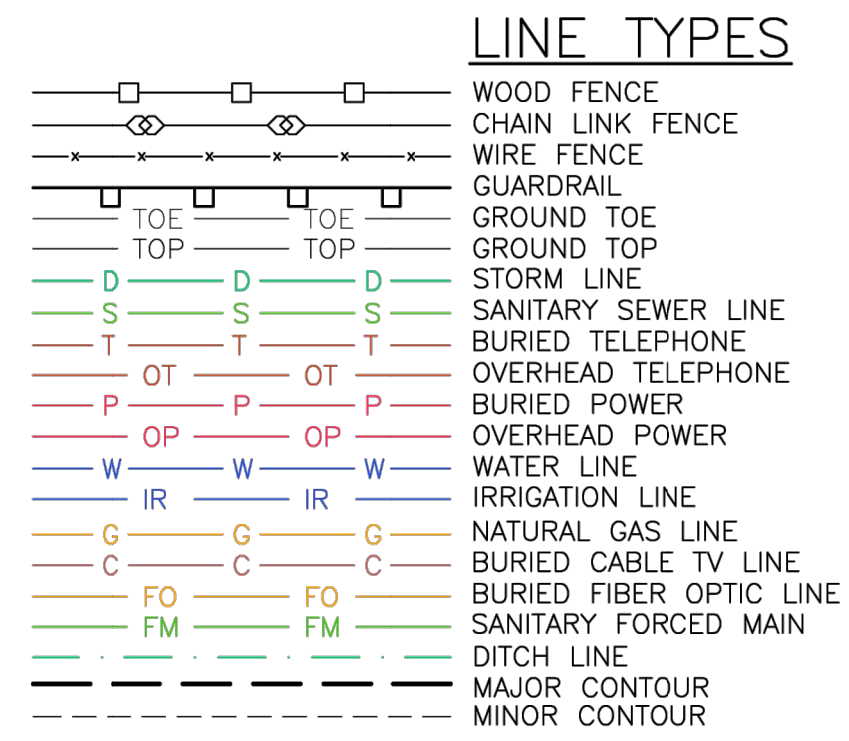 LINE TYPES
WOOD FENCE
CHAIN LINK FENCE
x x x x x x WIRE FENCE
GUARDRAIL
TOE TOE GROUND TOE
TOP TOP GROUND TOP
D D D STORM LINE
S S S SANITARY SEWER LINE
T T T BURIED TELEPHONE
OT OT OVERHEAD TELEPHONE
P P P BURIED POWER
OP OP OVERHEAD POWER
W W W WATER LINE
IR IR IRRIGATION LINE
G G G NATURAL GAS LINE
C C C BURIED CABLE TV LINE
FO FO BURIED FIBER OPTIC LINE
FM FM SANITARY FORCED MAIN
DITCH LINE
MAJOR CONTOUR
MINOR CONTOUR